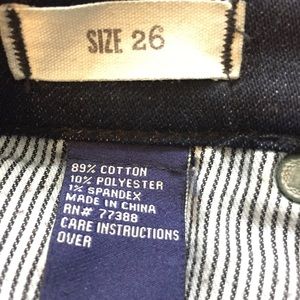 SIZE 26
89% COTTON
10% POLYESTER
1% SPANDEX
MADE IN CHINA
RN# 77388
CARE INSTRUCTIONS
OVER